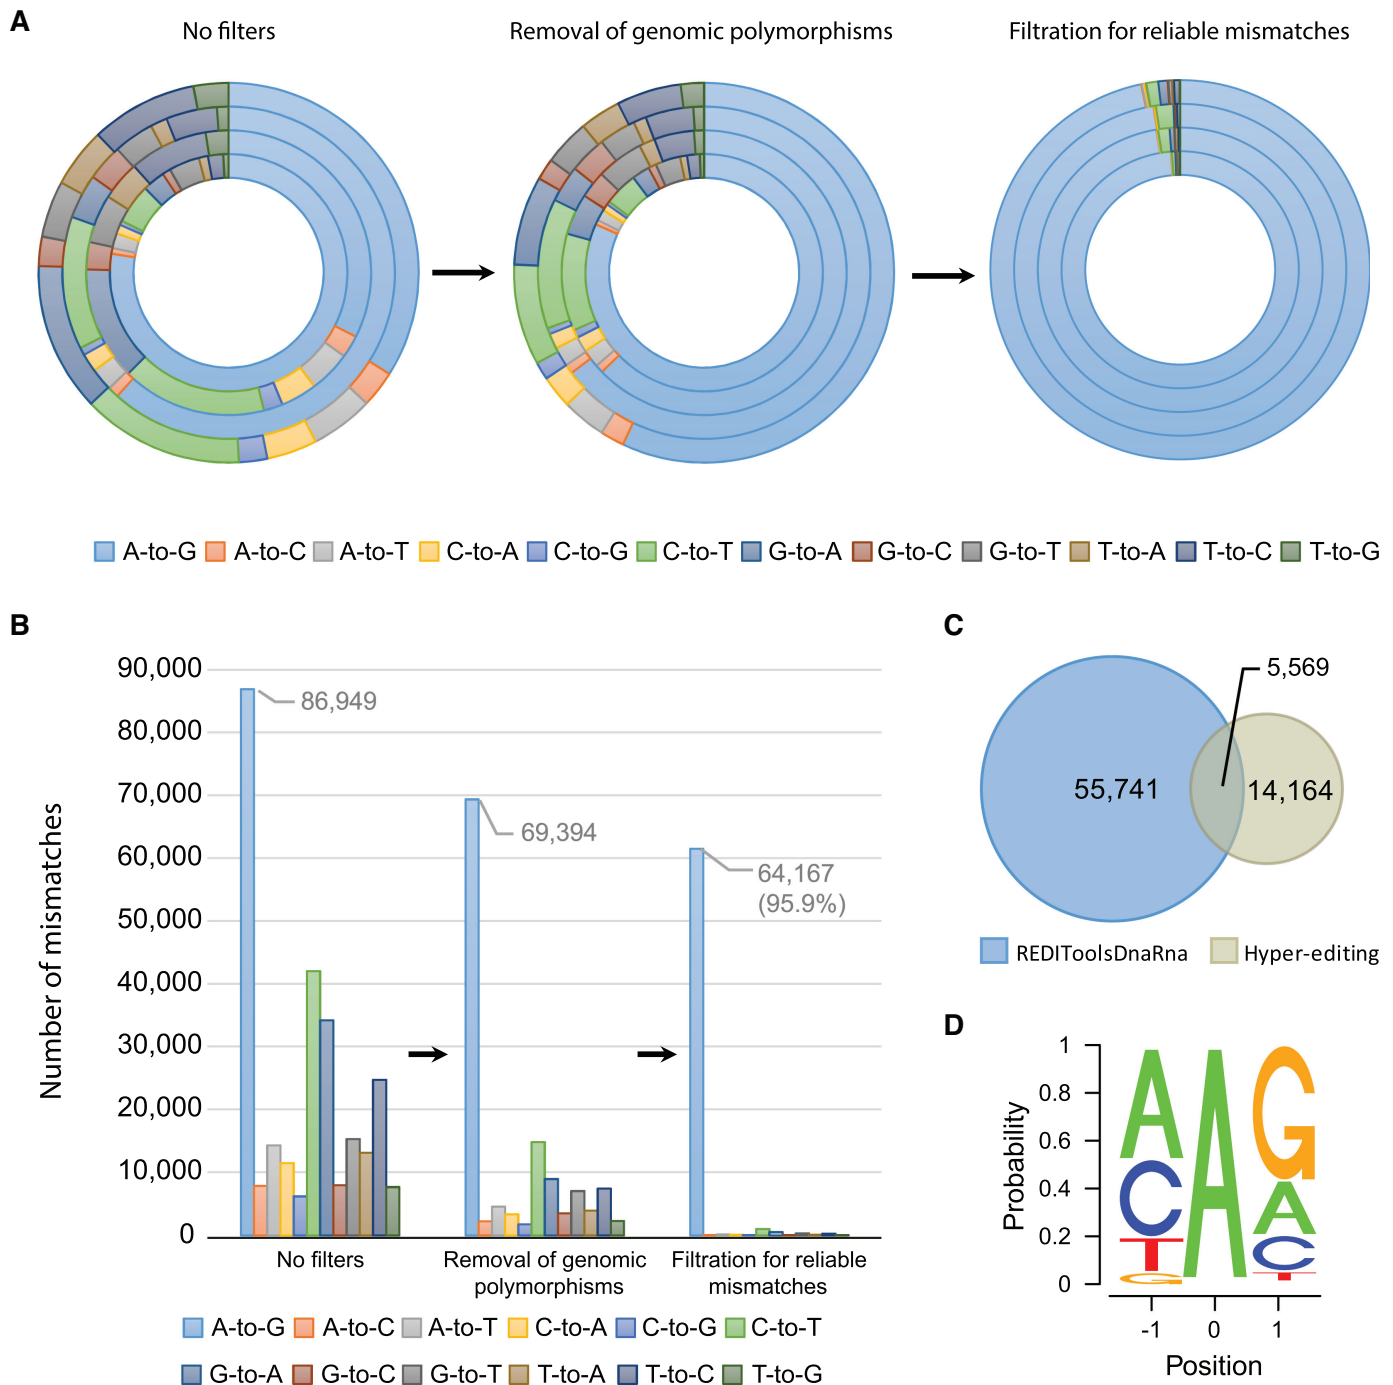 A
No filters
Removal of genomic polymorphisms
Filtration for reliable mismatches
A-to-G A-to-C A-to-T C-to-A C-to-G C-to-T G-to-A G-to-C G-to-T T-to-A T-to-C T-to-G
B
Number of mismatches
90,000
80,000
70,000
60,000
50,000
40,000
30,000
20,000
10,000
0
86,949
69,394
64,167
(95.9%)
No filters
Removal of genomic
polymorphisms
Filtration for reliable
mismatches
A-to-G A-to-C A-to-T C-to-A C-to-G C-to-T
G-to-A G-to-C G-to-T T-to-A T-to-C T-to-G
C
5,569
55,741
14,164
REDIToolsDnaRna Hyper-editing
D
Probability
1
0.8
0.6
0.4
0.2
0
A
C
T
G
A
G
A
C
T
-1 0 1
Position